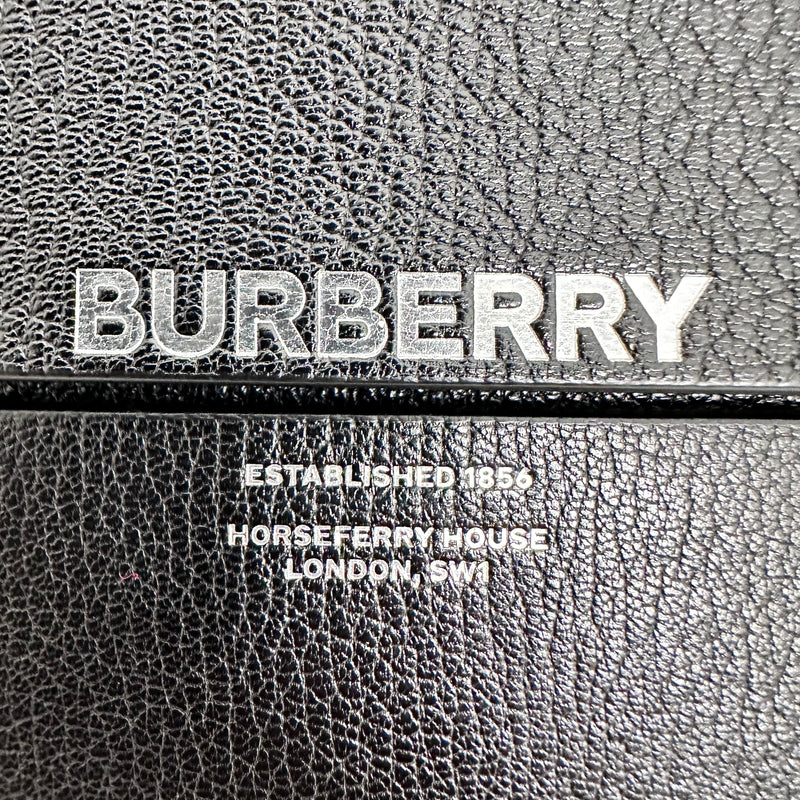 BURBERRY
ESTABLISHED 1856
HORSEFERRY HOUSE
LONDON, SW1